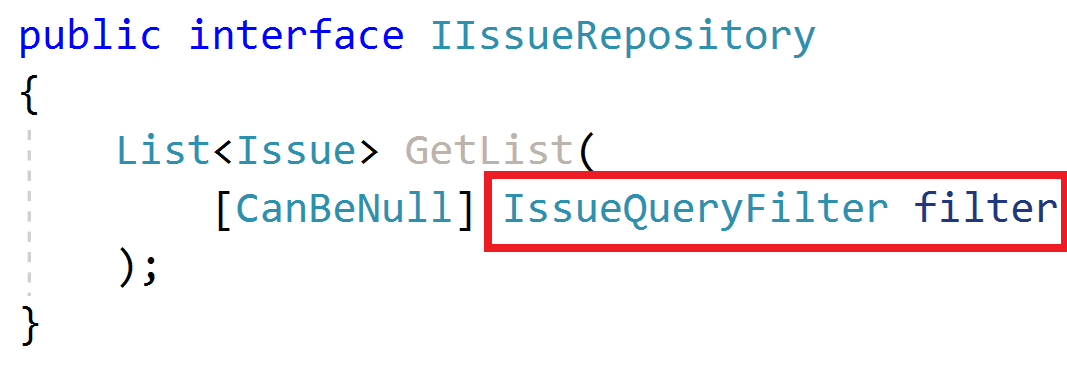 public interface IIssueRepository
{
List<Issue> GetList(
[CanBeNull] IssueQueryFilter filter
);
}